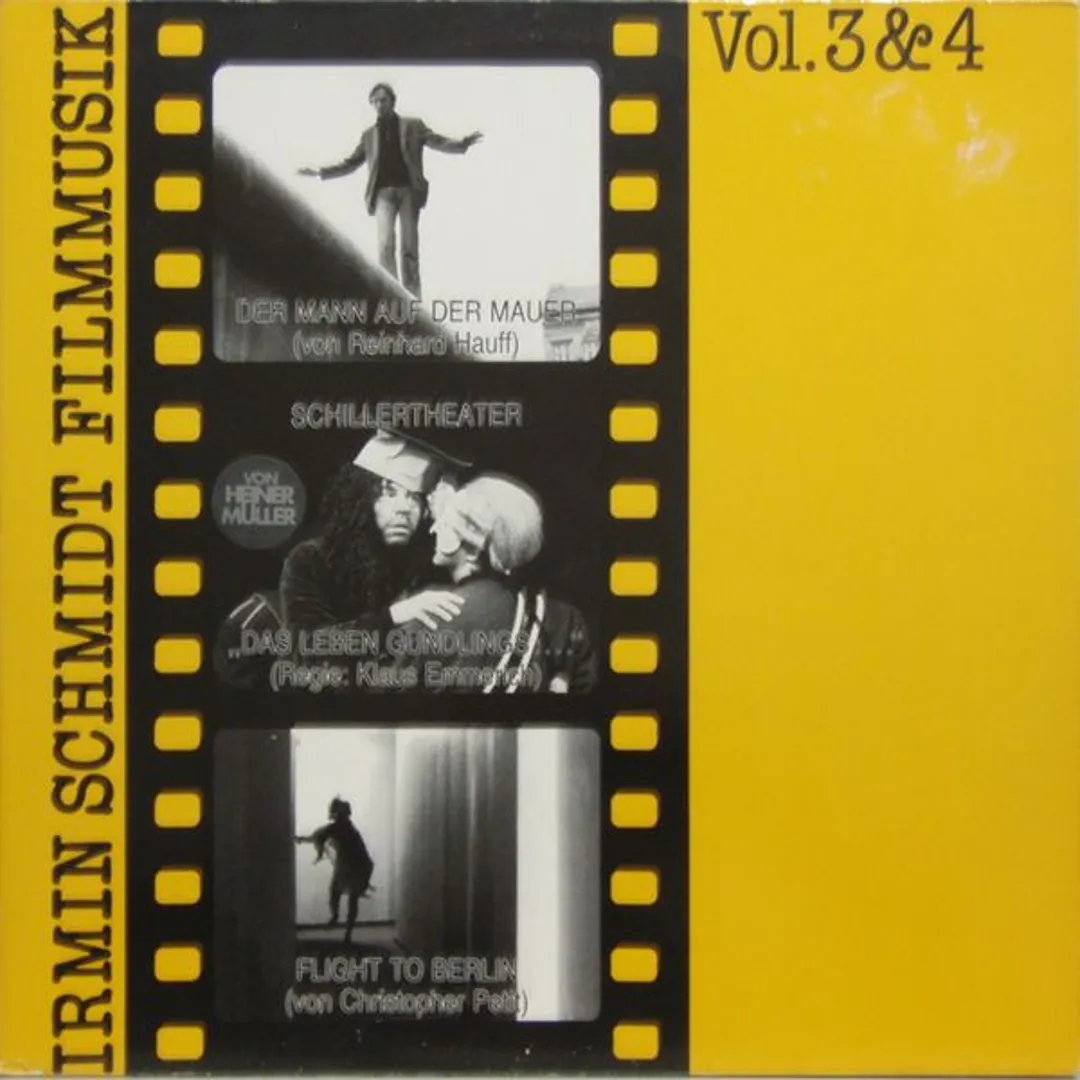 IRMIN SCHMIDT FILMMUSIK
Vol. 3 & 4
DER MANN AUF DER MAUER
(von Reinhard Hauff)
SCHILLERTHEATER
VON
HEINER
MÜLLER
„DAS LEBEN GUNDLINGS ...
(Regie: Klaus Emmerich)
FLIGHT TO BERLIN
(von Christopher Petit)